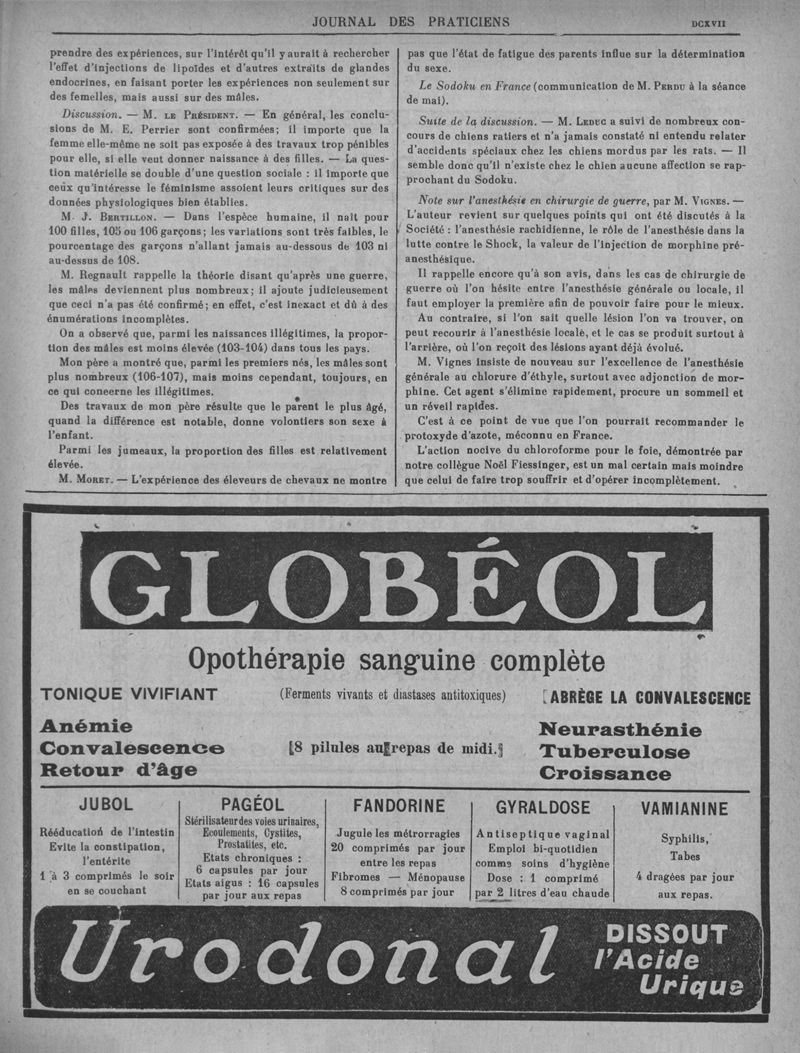 JOURNAL DES PRATICIENS
DCXVII
prendre des expériences, sur l'intérêt qu'il y aurait à rechercher
l'effet d'injections de lipoïdes et d'autres extraits de glandes
endocrines, en faisant porter les expériences non seulement sur
des femelles, mais aussi sur des mâles.
Discussion. — M. LE PRÉSIDENT. — En général, les conclu-
sions de M. E. Perrier sont confirmées; il importe que la
femme elle-même ne soit pas exposée à des travaux trop pénibles
pour elle, si elle veut donner naissance à des filles. — La ques-
tion matérielle se double d'une question sociale : il importe que
ceux qu'intéresse le féminisme assoient leurs critiques sur des
données physiologiques bien établies.
M. J. BERTILLON. — Dans l'espèce humaine, il naît pour
100 filles, 105 ou 106 garçons; les variations sont très faibles, le
pourcentage des garçons n'allant jamais au-dessous de 103 ni
au-dessus de 108.
M. Regnault rappelle la théorie disant qu'après une guerre,
les mâles deviennent plus nombreux; il ajoute judicieusement
que ceci n'a pas été confirmé; en effet, c'est inexact et dû à des
énumérations incomplètes.
On a observé que, parmi les naissances illégitimes, la propor-
tion des mâles est moins élevée (103-104) dans tous les pays.
Mon père a montré que, parmi les premiers nés, les mâles sont
plus nombreux (106-107), mais moins cependant, toujours, en
ce qui concerne les illégitimes.
Des travaux de mon père résulte que le parent le plus âgé,
quand la différence est notable, donne volontiers son sexe à
l'enfant.
Parmi les jumeaux, la proportion des filles est relativement
élevée.
M. MORET. — L'expérience des éleveurs de chevaux ne montre
pas que l'état de fatigue des parents influe sur la détermination
du sexe.
Le Sodoku en France (communication de M. PERDU à la séance
de mai).
Suite de la discussion. — M. LEDUC a suivi de nombreux con-
cours de chiens ratiers et n'a jamais constaté ni entendu relater
d'accidents spéciaux chez les chiens mordus par les rats. — Il
semble donc qu'il n'existe chez le chien aucune affection se rap-
prochant du Sodoku.
Note sur l'anesthésie en chirurgie de guerre, par M. VIGNES. —
L'auteur revient sur quelques points qui ont été discutés à la
Société : l'anesthésie rachidienne, le rôle de l'anesthésie dans la
lutte contre le Shock, la valeur de l'injection de morphine pré-
anesthésique.
Il rappelle encore qu'à son avis, dans les cas de chirurgie de
guerre où l'on hésite entre l'anesthésie générale ou locale, il
faut employer la première afin de pouvoir faire pour le mieux.
Au contraire, si l'on sait quelle lésion l'on va trouver, on
peut recourir à l'anesthésie locale, et le cas se produit surtout à
l'arrière, où l'on reçoit des lésions ayant déjà évolué.
M. Vignes insiste de nouveau sur l'excellence de l'anesthésie
générale au chlorure d'éthyle, surtout avec adjonction de mor-
phine. Cet agent s'élimine rapidement, procure un sommeil et
un réveil rapides.
C'est à ce point de vue que l'on pourrait recommander le
protoxyde d'azote, méconnu en France.
L'action nocive du chloroforme pour le foie, démontrée par
notre collègue Noël Fiessinger, est un mal certain mais moindre
que celui de faire trop souffrir et d'opérer incomplètement.
GLOBÉOL
Opothérapie sanguine complète
TONIQUE VIVIFIANT
(Ferments vivants et diastases antitoxiques)
ABRÈGE LA CONVALESCENCE
Anémie
Convalescence
Retour d'âge
8 pilules au repas de midi.
Neurasthénie
Tuberculose
Croissance
JUBOL
Rééducation de l'intestin
Evite la constipation,
l'entérite
1 à 3 comprimés le soir
en se couchant
PAGÉOL
Stérilisateur des voies urinaires,
Ecoulements, Cystites,
Prostatites, etc.
Etats chroniques :
6 capsules par jour
Etats aigus : 16 capsules
par jour aux repas
FANDORINE
Jugule les métrorragies
20 comprimés par jour
entre les repas
Fibromes — Ménopause
8 comprimés par jour
GYRALDOSE
Antiseptique vaginal
Emploi bi-quotidien
comme soins d'hygiène
Dose : 1 comprimé
par 2 litres d'eau chaude
VAMIANINE
Syphilis,
Tabes
4 dragées par jour
aux repas.
Urodonal
DISSOUT
l'Acide
Urique